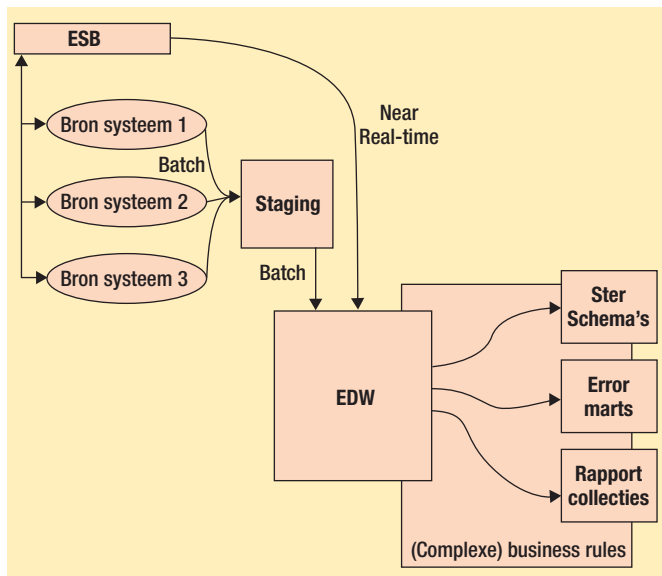 ESB
Near
Real-time
Bron systeem 1
Batch
Bron systeem 2
Staging
Bron systeem 3
Batch
Ster
Schema's
EDW
Error
marts
Rapport
collecties
(Complexe) business rules